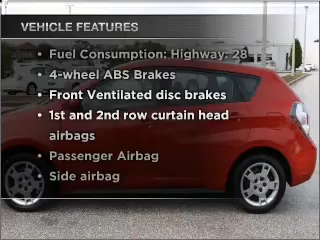 VEHICLE FEATURES
• Fuel Consumption: Highway: 28
• 4-wheel ABS Brakes
• Front Ventilated disc brakes
• 1st and 2nd row curtain head
airbags
• Passenger Airbag
• Side airbag